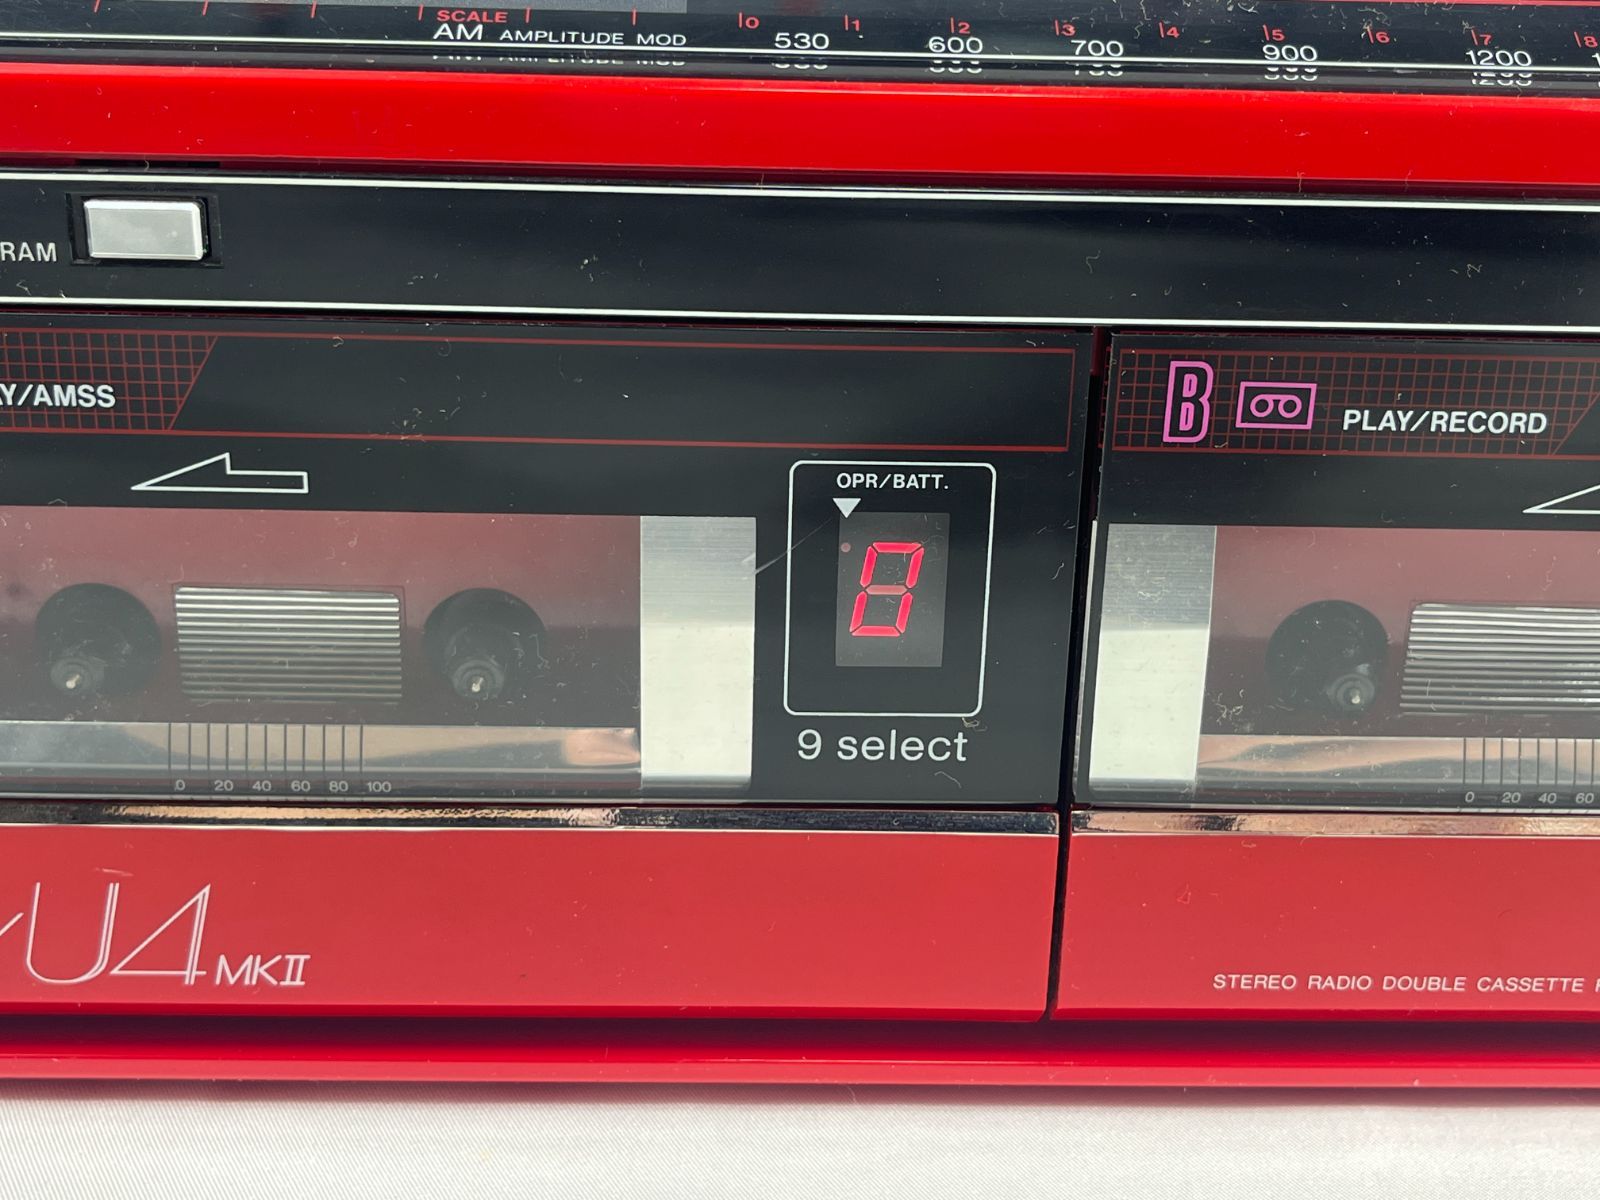 SCALE 0 1 2 3 4 5 6 7 8
AM AMPLITUDE MOD 530 600 700 900 1200
RAM
Y/AMSS
B PLAY/RECORD
OPR/BATT.
0
9 select
0 20 40 60 80 100
0 20 40 60
U4 MKII
STEREO RADIO DOUBLE CASSETTE